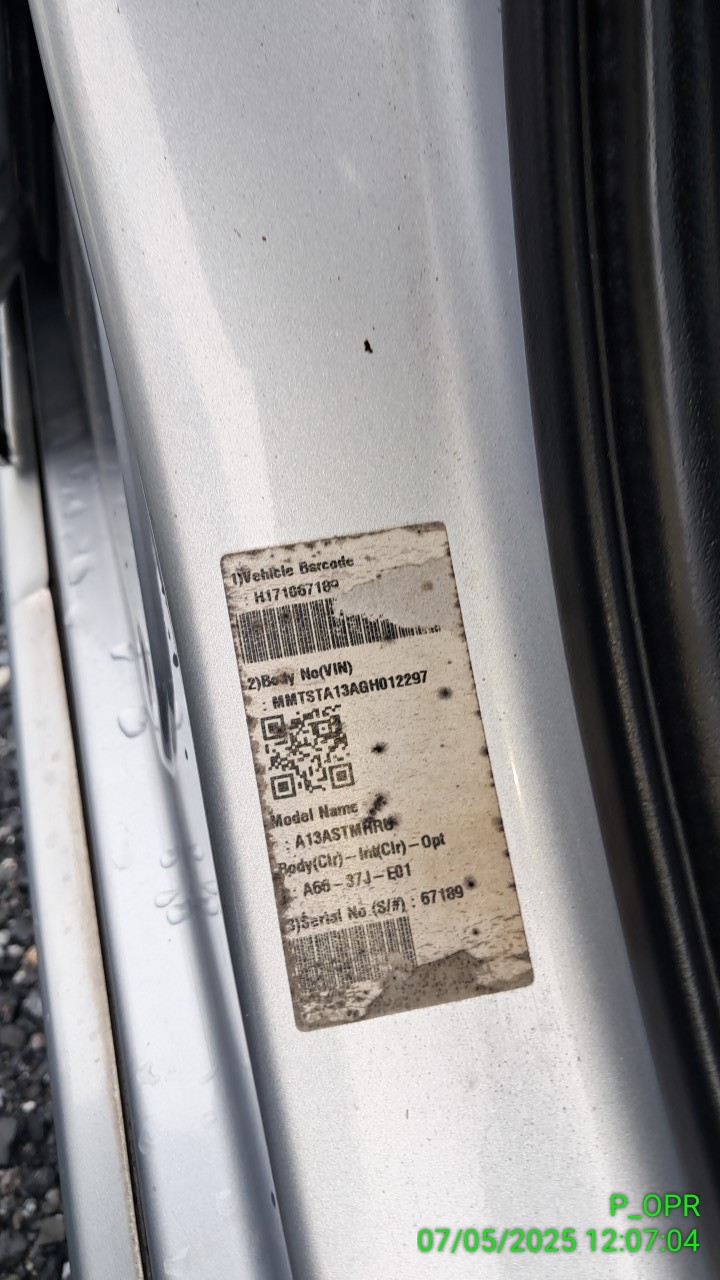 1)Vehicle Barcode
: H171667189
2)Body No(VIN)
: MMTSTA13AGH012297
Model Name
: A13ASTMHRU
Body(Clr)-Int(Clr)-Opt
: A66-37J-E01
3)Serial No (S/#) : 67189
P_OPR
07/05/2025 12:07:04